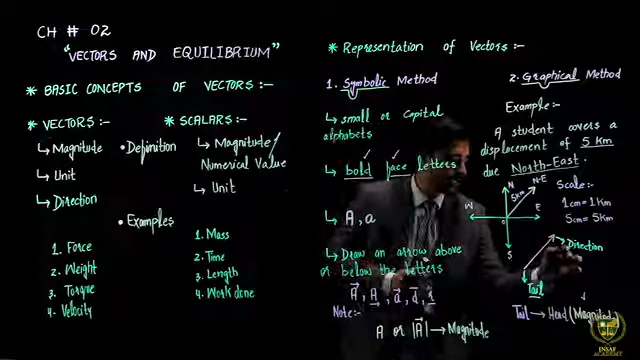 CH # 02
"VECTORS AND EQUILIBRIUM"
* BASIC CONCEPTS OF VECTORS:-
* VECTORS:-
↳ Magnitude
↳ Unit
↳ Direction
• Definition
• Examples
1. Force
2. Weight
3. Torque
4. Velocity
* SCALARS:-
↳ Magnitude/
Numerical Value
↳ Unit
1. Mass
2. Time
3. Length
4. Work done
* Representation of Vectors:-
1. Symbolic Method
↳ small or capital
alphabets
↳ bold face letters
↳ A, a
↳ Draw an arrow above
or below the letters
Note:-
A or |A⃗| → Magnitude
2. Graphical Method
Example:-
A student covers a
displacement of 5 km
due North-East.
N
N-E
5km
W
E
S
Scale:-
1cm = 1Km
5cm = 5Km
Direction
Tail
Tail → Head (Magnitude)
INSAF
ACADEMY